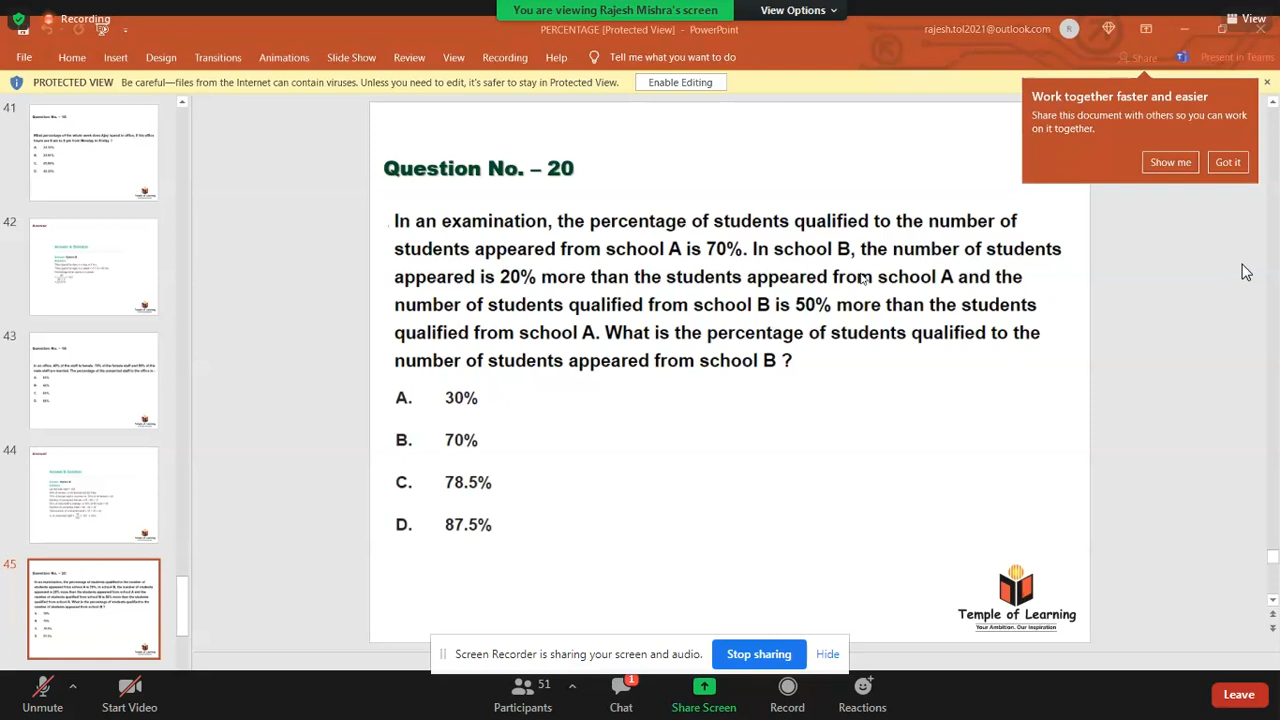 Recording
You are viewing Rajesh Mishra's screen
View Options
View
PERCENTAGE [Protected View] - PowerPoint
rajesh.tol2021@outlook.com
R
File
Home
Insert
Design
Transitions
Animations
Slide Show
Review
View
Recording
Help
Tell me what you want to do
Share
Present in Teams
PROTECTED VIEW
Be careful—files from the Internet can contain viruses. Unless you need to edit, it's safer to stay in Protected View.
Enable Editing
Work together faster and easier
Share this document with others so you can work
on it together.
Show me
Got it
41
42
43
44
45
Question No. – 20
In an examination, the percentage of students qualified to the number of
students appeared from school A is 70%. In school B, the number of students
appeared is 20% more than the students appeared from school A and the
number of students qualified from school B is 50% more than the students
qualified from school A. What is the percentage of students qualified to the
number of students appeared from school B ?
A. 30%
B. 70%
C. 78.5%
D. 87.5%
Temple of Learning
Your Ambition. Our Inspiration
Screen Recorder is sharing your screen and audio.
Stop sharing
Hide
Unmute
Start Video
51
Participants
1
Chat
Share Screen
Record
Reactions
Leave